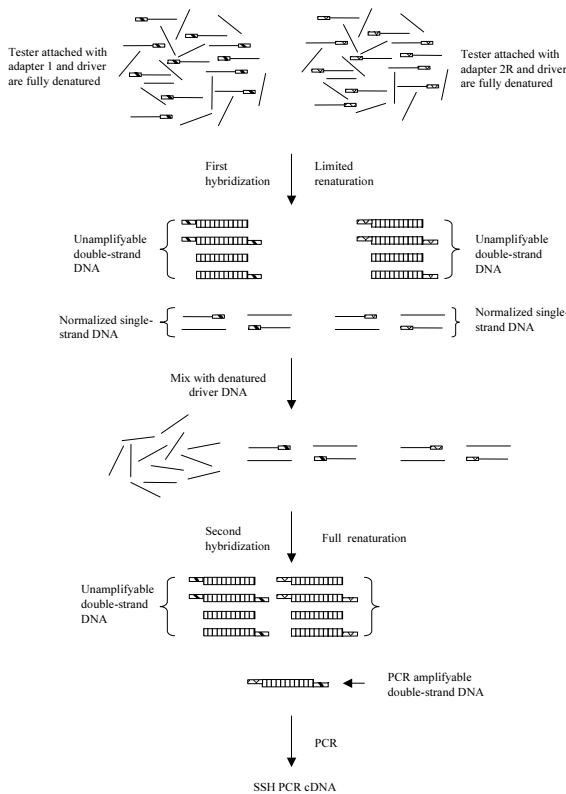 Tester attached with
adapter 1 and driver
are fully denatured
Tester attached with
adapter 2R and driver
are fully denatured
First
hybridization
Limited
renaturation
Unamplifyable
double-strand
DNA
Unamplifyable
double-strand
DNA
Normalized single-
strand DNA
Normalized single-
strand DNA
Mix with denatured
driver DNA
Second
hybridization
Full renaturation
Unamplifyable
double-strand
DNA
PCR amplifyable
double-strand DNA
PCR
SSH PCR cDNA